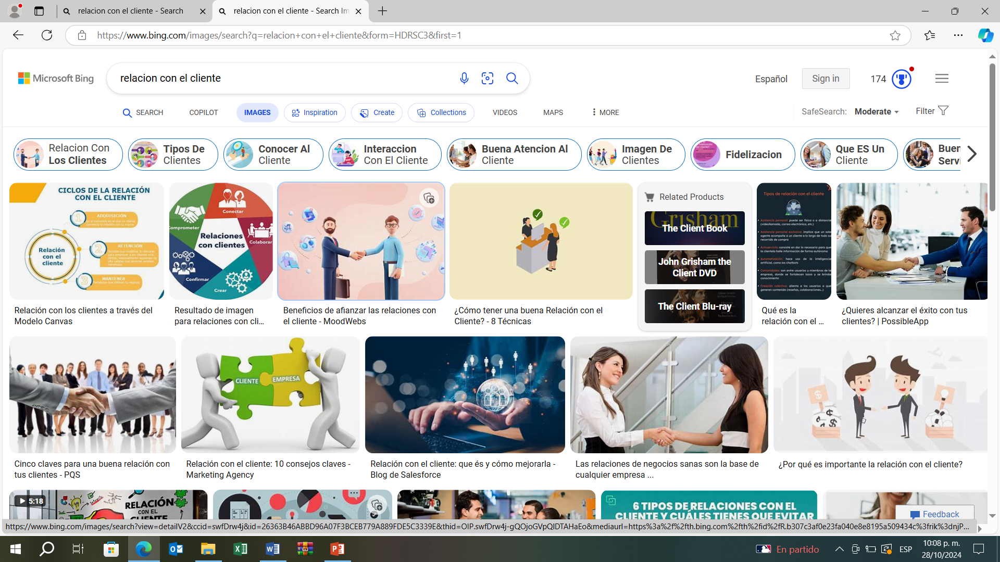 relacion con el cliente - Search
relacion con el cliente - Search Im
https://www.bing.com/images/search?q=relacion+con+el+cliente&form=HDRSC3&first=1
Microsoft Bing
relacion con el cliente
Español
Sign in
174
SEARCH
COPILOT
IMAGES
Inspiration
Create
Collections
VIDEOS
MAPS
MORE
SafeSearch: Moderate
Filter
Relacion Con
Los Clientes
Tipos De
Clientes
Conocer Al
Cliente
Interaccion
Con El Cliente
Buena Atencion Al
Cliente
Imagen De
Clientes
Fidelizacion
Que ES Un
Cliente
Buen
Servi
CICLOS DE LA RELACIÓN
CON EL CLIENTE
1
ADQUISICIÓN
2
RETENCIÓN
3
MANTENER
Relación
con el
cliente
Conectar
Comprometer
Relaciones
con clientes
Colaborar
Confirmar
Crear
Related Products
Grisham
The Client Book
John Grisham the
Client DVD
The Client Blu-ray
Tipos de relación con el cliente
Relación con los clientes a través del
Modelo Canvas
Resultado de imagen
para relaciones con cli...
Beneficios de afianzar las relaciones con
el cliente - MoodWebs
¿Cómo tener una buena Relación con el
Cliente? - 8 Técnicas
Qué es la
relación con el ...
¿Quieres alcanzar el éxito con tus
clientes? | PossibleApp
CLIENTE
EMPRESA
Cinco claves para una buena relación con
tus clientes - PQS
Relación con el cliente: 10 consejos claves -
Marketing Agency
Relación con el cliente: que és y cómo mejorarla -
Blog de Salesforce
Las relaciones de negocios sanas son la base de
cualquier empresa ...
¿Por qué es importante la relación con el cliente?
5:18
RELACIÓN
CON EL
CLIENTE
6 TIPOS DE RELACIONES CON EL
CLIENTE Y CUÁLES TIENES QUE EVITAR
Feedback
https://www.bing.com/images/search?view=detailV2&ccid=swfDrw4j&id=26363B46ABBD96A07F3BCEB779A889FDE5C3339E&thid=OIP.swfDrw4j-gQOjoGVpQIDTAHaEo&mediaurl=https%3a%2f%2fth.bing.com%2fth%2fid%2fR.b307c3af0e23fa040e8e8195a509434c%3frik%3dnjP...
En partido
ESP
10:08 p. m.
28/10/2024